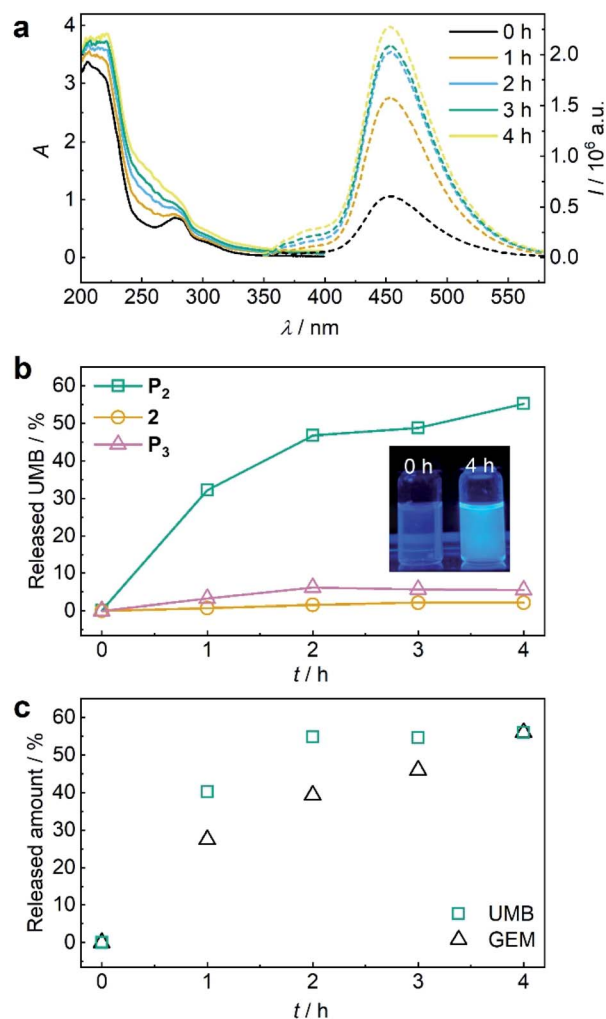 a
4
3
2
1
0
A
0 h
1 h
2 h
3 h
4 h
2.0
1.5
1.0
0.5
0.0
I / 10⁶ a.u.
200 250 300 350 400 450 500 550
λ / nm
b
60
50
40
30
20
10
0
Released UMB / %
P₂
2
P₃
0 h 4 h
0 1 2 3 4
t / h
c
60
50
40
30
20
10
0
Released amount / %
UMB
GEM
0 1 2 3 4
t / h